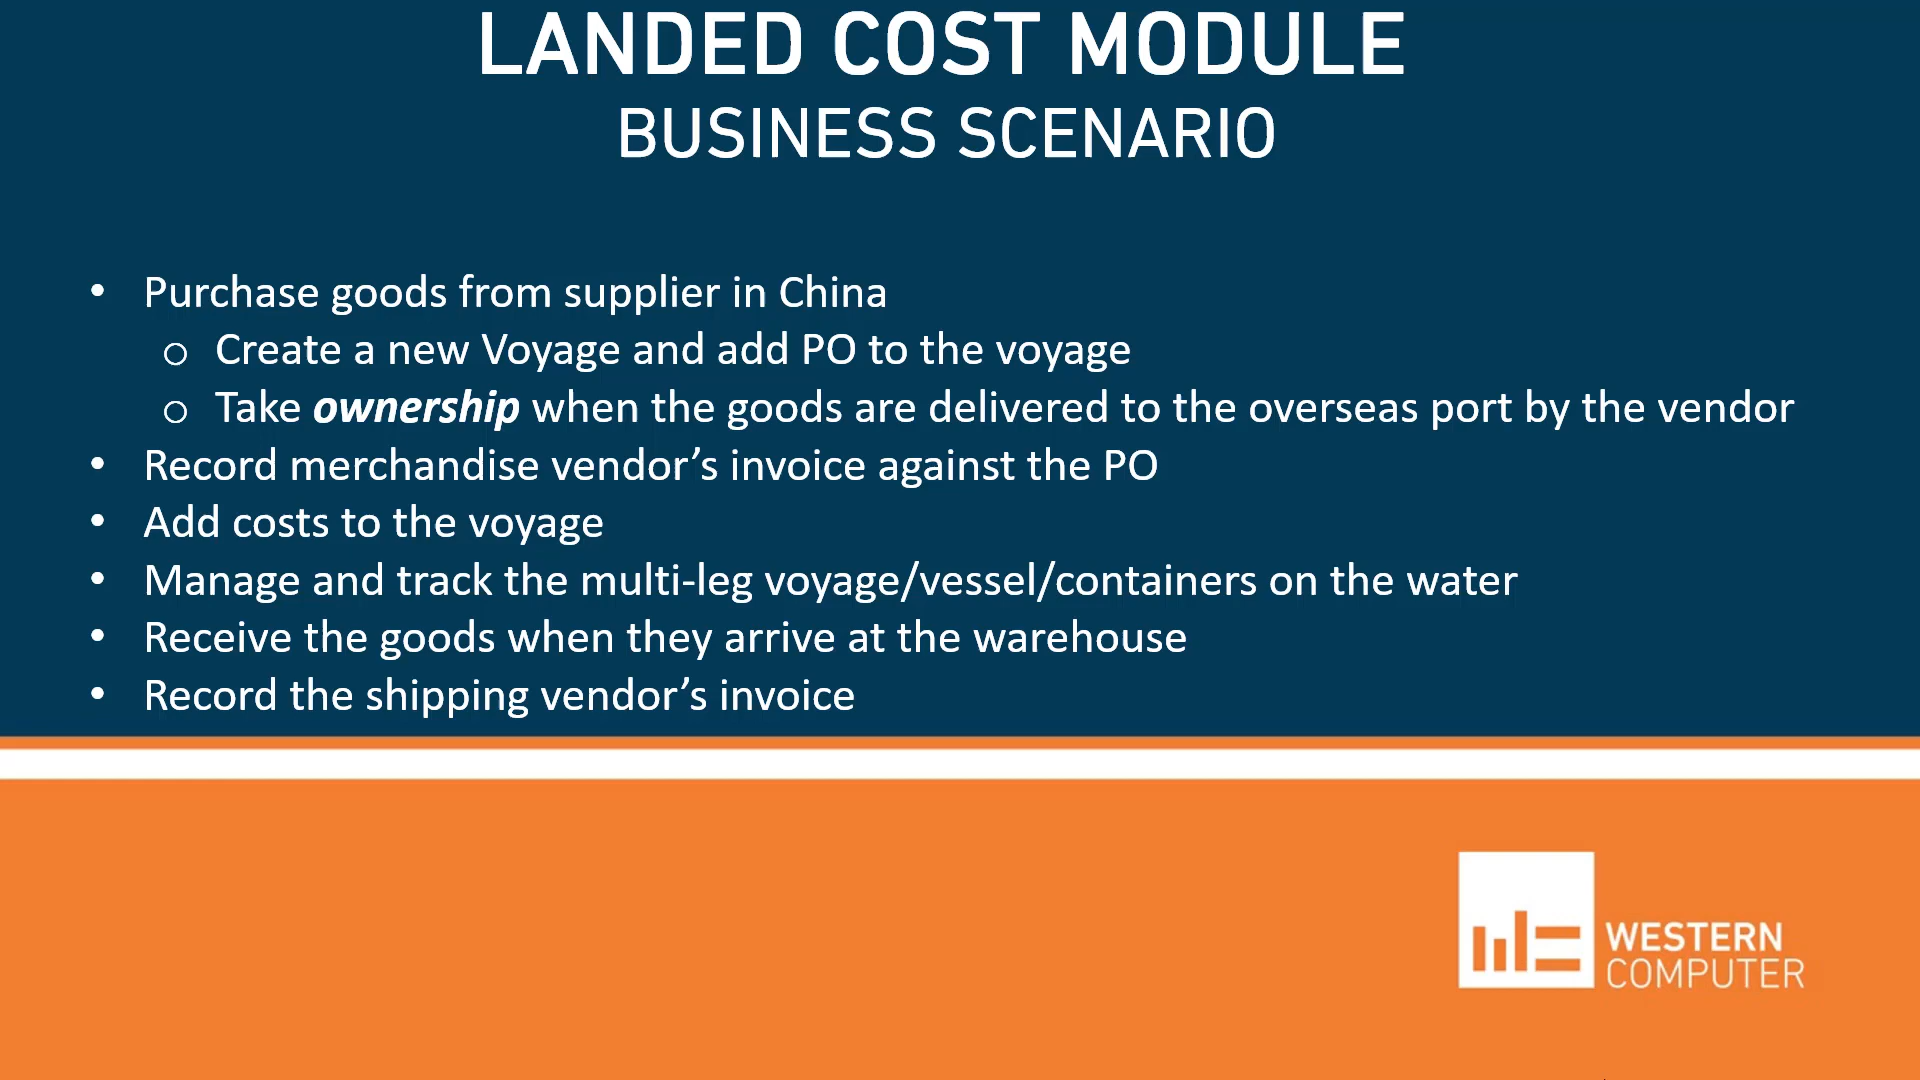 LANDED COST MODULE
BUSINESS SCENARIO
• Purchase goods from supplier in China
o Create a new Voyage and add PO to the voyage
o Take ownership when the goods are delivered to the overseas port by the vendor
• Record merchandise vendor’s invoice against the PO
• Add costs to the voyage
• Manage and track the multi-leg voyage/vessel/containers on the water
• Receive the goods when they arrive at the warehouse
• Record the shipping vendor’s invoice
WESTERN
COMPUTER